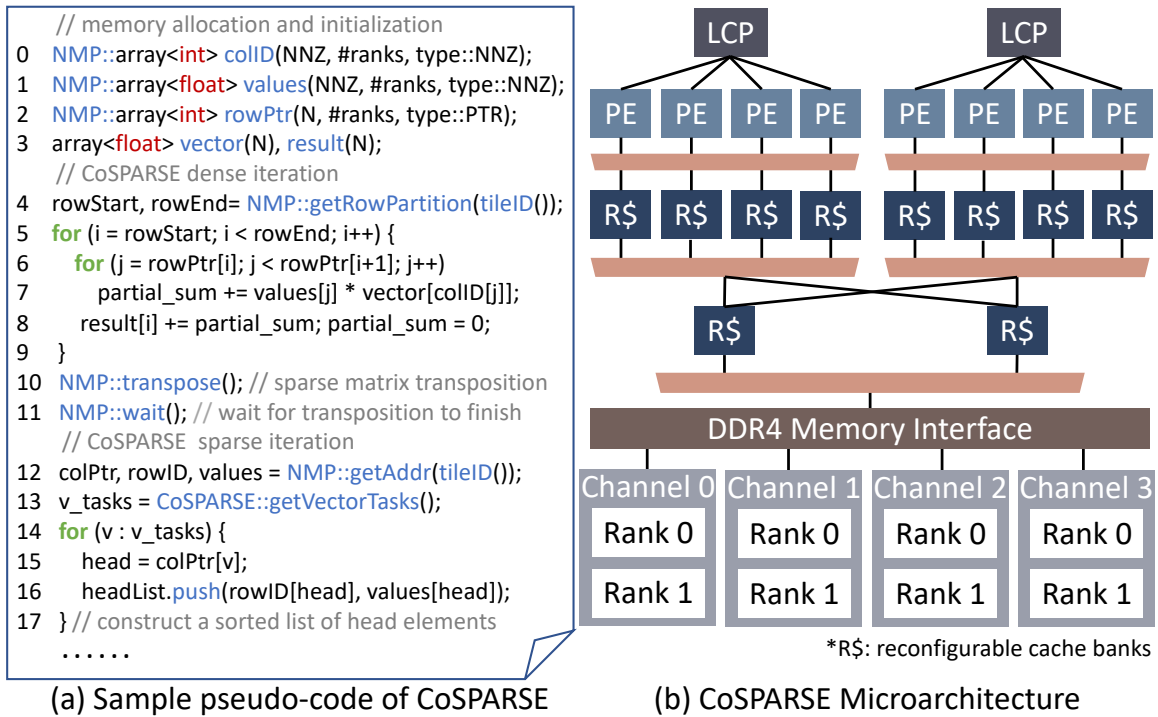 // memory allocation and initialization
0 NMP::array<int> colID(NNZ, #ranks, type::NNZ);
1 NMP::array<float> values(NNZ, #ranks, type::NNZ);
2 NMP::array<int> rowPtr(N, #ranks, type::PTR);
3 array<float> vector(N), result(N);
// CoSPARSE dense iteration
4 rowStart, rowEnd= NMP::getRowPartition(tileID());
5 for (i = rowStart; i < rowEnd; i++) {
6 for (j = rowPtr[i]; j < rowPtr[i+1]; j++)
7 partial_sum += values[j] * vector[colID[j]];
8 result[i] += partial_sum; partial_sum = 0;
9 }
10 NMP::transpose(); // sparse matrix transposition
11 NMP::wait(); // wait for transposition to finish
// CoSPARSE sparse iteration
12 colPtr, rowID, values = NMP::getAddr(tileID());
13 v_tasks = CoSPARSE::getVectorTasks();
14 for (v : v_tasks) {
15 head = colPtr[v];
16 headList.push(rowID[head], values[head]);
17 } // construct a sorted list of head elements
......
(a) Sample pseudo-code of CoSPARSE
LCP LCP
PE PE PE PE PE PE PE PE
R$ R$ R$ R$ R$ R$ R$ R$
R$ R$
DDR4 Memory Interface
Channel 0 Channel 1 Channel 2 Channel 3
Rank 0 Rank 0 Rank 0 Rank 0
Rank 1 Rank 1 Rank 1 Rank 1
*R$: reconfigurable cache banks
(b) CoSPARSE Microarchitecture